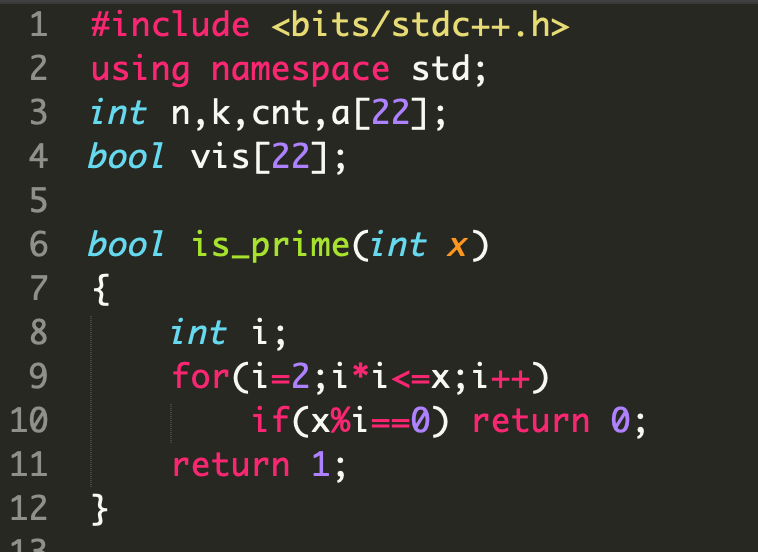 1 #include <bits/stdc++.h>
2 using namespace std;
3 int n,k,cnt,a[22];
4 bool vis[22];
5
6 bool is_prime(int x)
7 {
8     int i;
9     for(i=2;i*i<=x;i++)
10         if(x%i==0) return 0;
11     return 1;
12 }
13